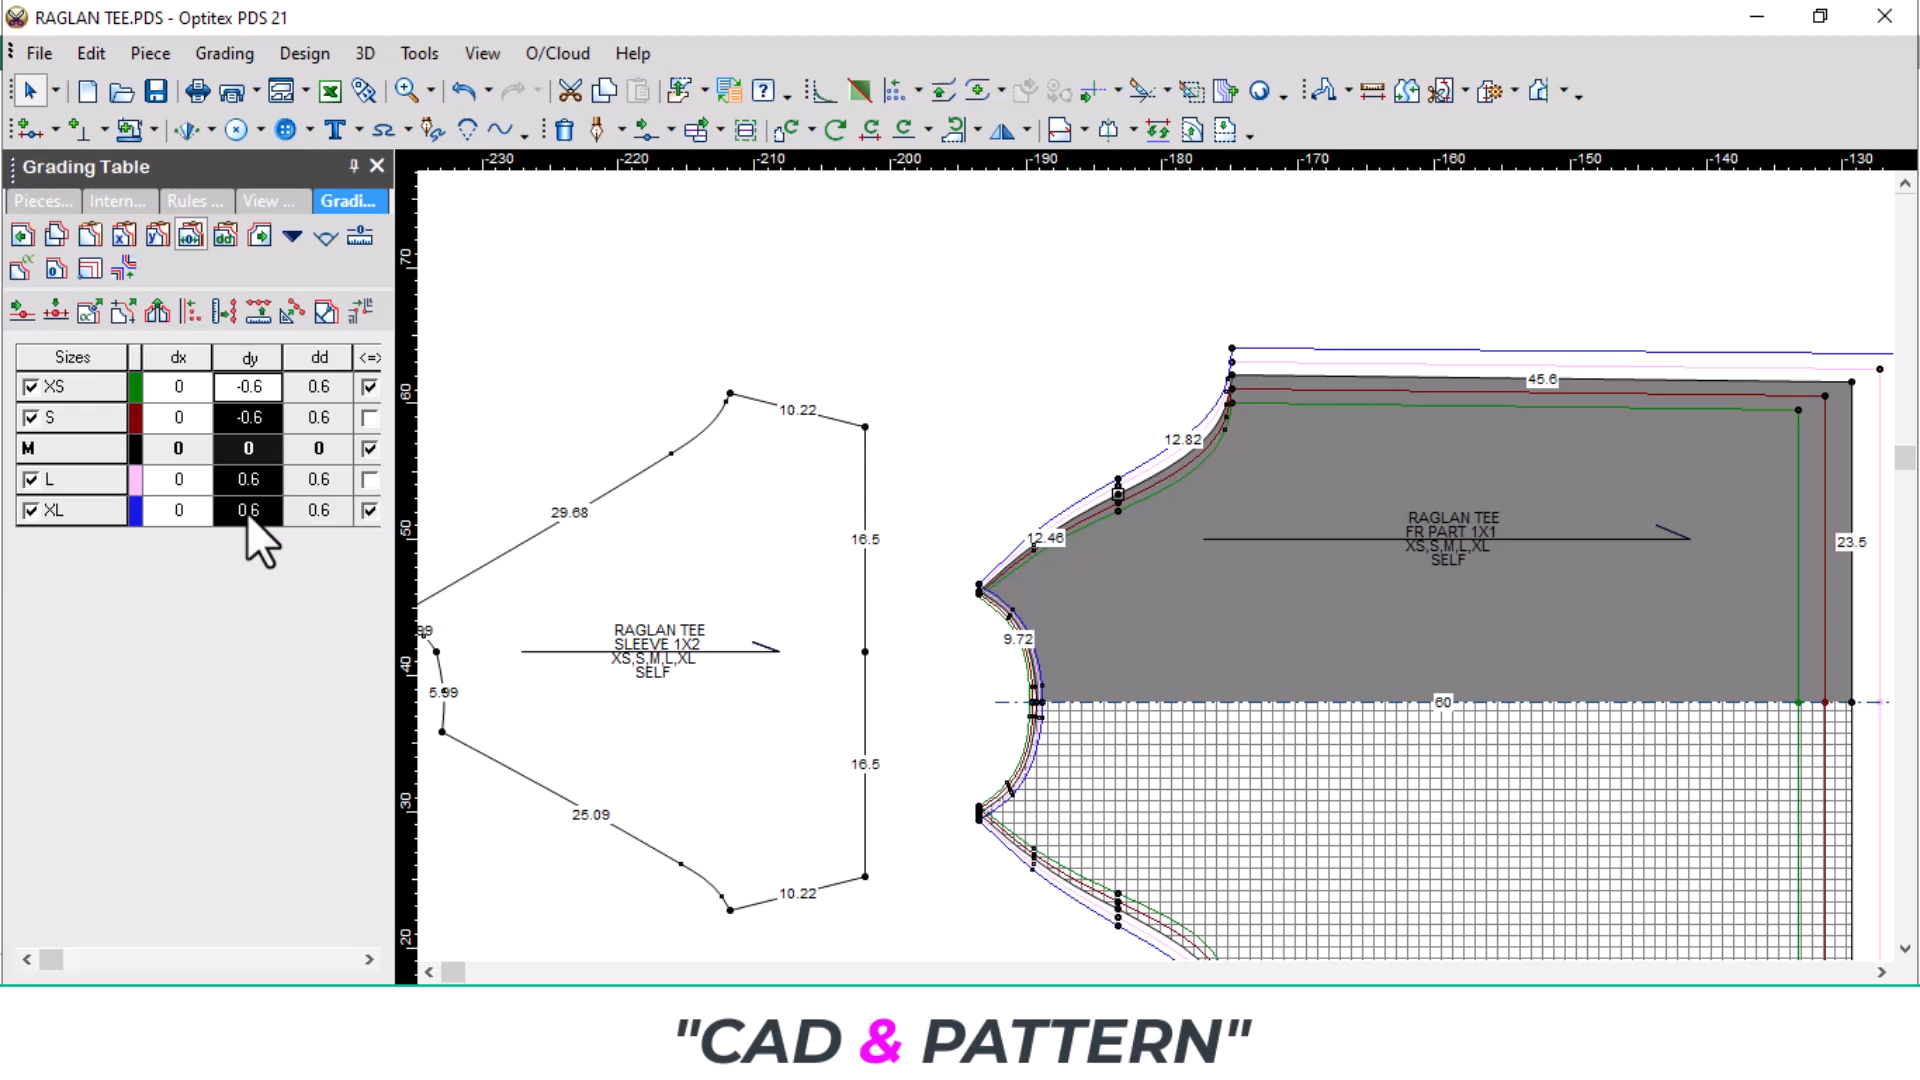 RAGLAN TEE.PDS - Optitex PDS 21
File Edit Piece Grading Design 3D Tools View O/Cloud Help
Grading Table
Pieces... Intern... Rules ... View ... Gradi...
Sizes dx dy dd <=>
XS 0 -0.6 0.6
S 0 -0.6 0.6
M 0 0 0
L 0 0.6 0.6
XL 0 0.6 0.6
-230 -220 -210 -200 -190 -180 -170 -160 -150 -140 -130
70
60
50
40
30
20
10.22
29.68
16.5
99
RAGLAN TEE
SLEEVE 1X2
XS,S,M,L,XL
SELF
5.99
16.5
25.09
10.22
45.6
12.82
12.46
RAGLAN TEE
FR PART 1X1
XS,S,M,L,XL
SELF
23.5
9.72
60
"CAD & PATTERN"